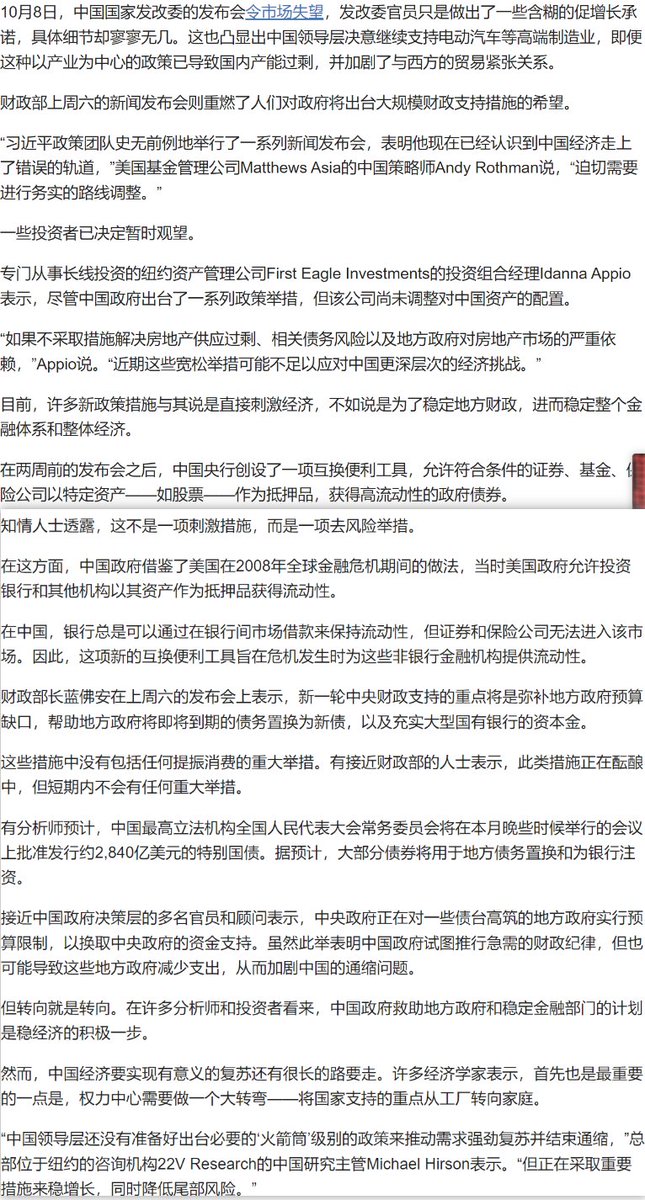 10月8日，中国国家发改委的发布会令市场失望，发改委官员只是做出了一些含糊的促增长承
诺，具体细节却寥寥无几。这也凸显出中国领导层决意继续支持电动汽车等高端制造业，即便
这种以产业为中心的政策已导致国内产能过剩，并加剧了与西方的贸易紧张关系。
财政部上周六的新闻发布会则重燃了人们对政府将出台大规模财政支持措施的希望。
“习近平政策团队史无前例地举行了一系列新闻发布会，表明他现在已经认识到中国经济走上
了错误的轨道，”美国基金管理公司Matthews Asia的中国策略师Andy Rothman说，“迫切需要
进行务实的路线调整。”
一些投资者已决定暂时观望。
专门从事长线投资的纽约资产管理公司First Eagle Investments的投资组合经理Idanna Appio
表示，尽管中国政府出台了一系列政策举措，但该公司尚未调整对中国资产的配置。
“如果不采取措施解决房地产供应过剩、相关债务风险以及地方政府对房地产市场的严重依
赖，”Appio说。“近期这些宽松举措可能不足以应对中国更深层次的经济挑战。”
目前，许多新政策措施与其说是直接刺激经济，不如说是为了稳定地方财政，进而稳定整个金
融体系和整体经济。
在两周前的发布会之后，中国央行创设了一项互换便利工具，允许符合条件的证券、基金、
险公司以特定资产——如股票——作为抵押品，获得高流动性的政府债券。
知情人士透露，这不是一项刺激措施，而是一项去风险举措。
在这方面，中国政府借鉴了美国在2008年全球金融危机期间的做法，当时美国政府允许投资
银行和其他机构以其资产作为抵押品获得流动性。
在中国，银行总是可以通过在银行间市场借款来保持流动性，但证券和保险公司无法进入该市
场。因此，这项新的互换便利工具旨在危机发生时为这些非银行金融机构提供流动性。
财政部长蓝佛安在上周六的发布会上表示，新一轮中央财政支持的重点将是弥补地方政府预算
缺口，帮助地方政府将即将到期的债务置换为新债，以及充实大型国有银行的资本金。
这些措施中没有包括任何提振消费的重大举措。有接近财政部的人士表示，此类措施正在酝酿
中，但短期内不会有任何重大举措。
有分析师预计，中国最高立法机构全国人民代表大会常务委员会将在本月晚些时候举行的会议
上批准发行约2,840亿美元的特别国债。据预计，大部分债券将用于地方债务置换和为银行注
资。
接近中国政府决策层的多名官员和顾问表示，中央政府正在对一些债台高筑的地方政府实行预
算限制，以换取中央政府的资金支持。虽然此举表明中国政府试图推行急需的财政纪律，但也
可能导致这些地方政府减少支出，从而加剧中国的通缩问题。
但转向就是转向。在许多分析师和投资者看来，中国政府救助地方政府和稳定金融部门的计划
是稳经济的积极一步。
然而，中国经济要实现有意义的复苏还有很长的路要走。许多经济学家表示，首先也是最重要
的一点是，权力中心需要做一个大转弯——将国家支持的重点从工厂转向家庭。
“中国领导层还没有准备好出台必要的‘火箭筒’级别的政策来推动需求强劲复苏并结束通缩，”总
部位于纽约的咨询机构22V Research的中国研究主管Michael Hirson表示。“但正在采取重要
措施来稳增长，同时降低尾部风险。”